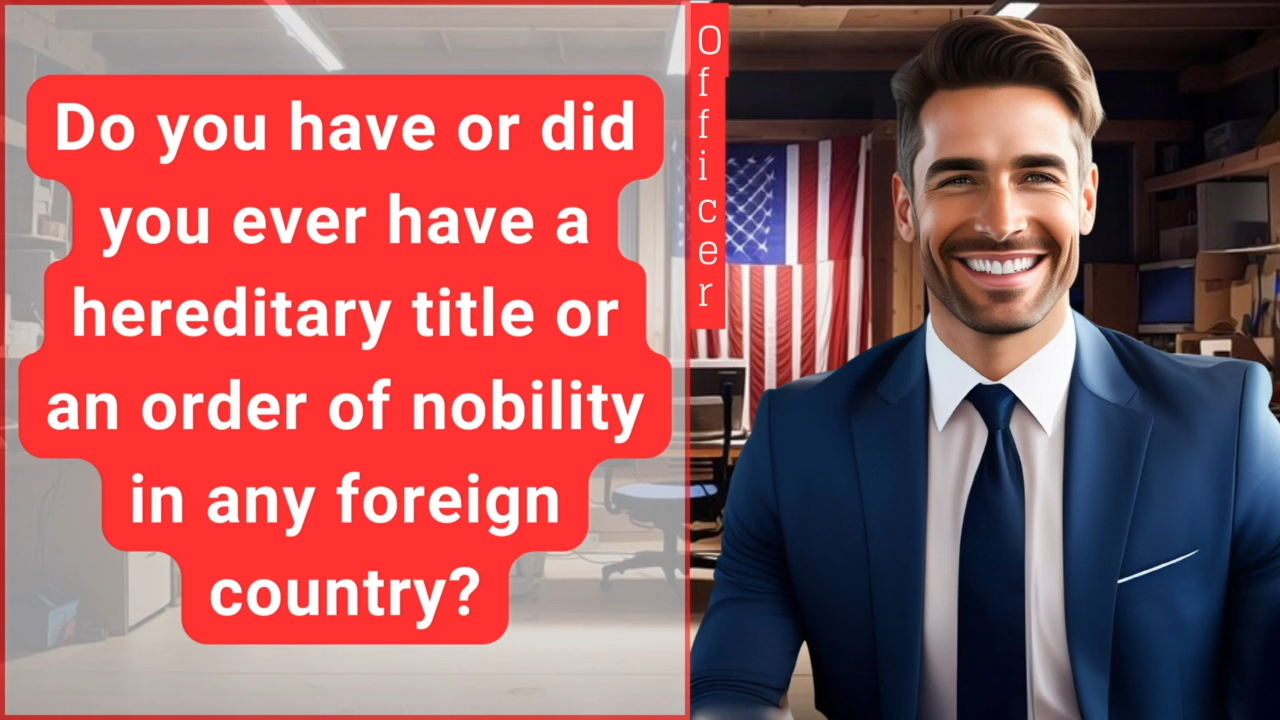 Do you have or did
you ever have a
hereditary title or
an order of nobility
in any foreign
country?
Officer